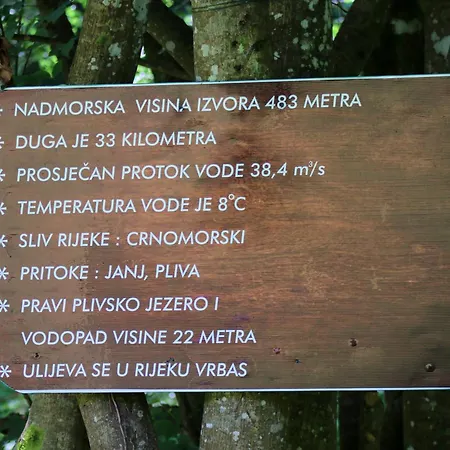 * NADMORSKA VISINA IZVORA 483 METRA
* DUGA JE 33 KILOMETRA
* PROSJEČAN PROTOK VODE 38,4 m³/s
* TEMPERATURA VODE JE 8°C
* SLIV RIJEKE : CRNOMORSKI
* PRITOKE : JANJ, PLIVA
* PRAVI PLIVSKO JEZERO I
VODOPAD VISINE 22 METRA
* ULIJEVA SE U RIJEKU VRBAS